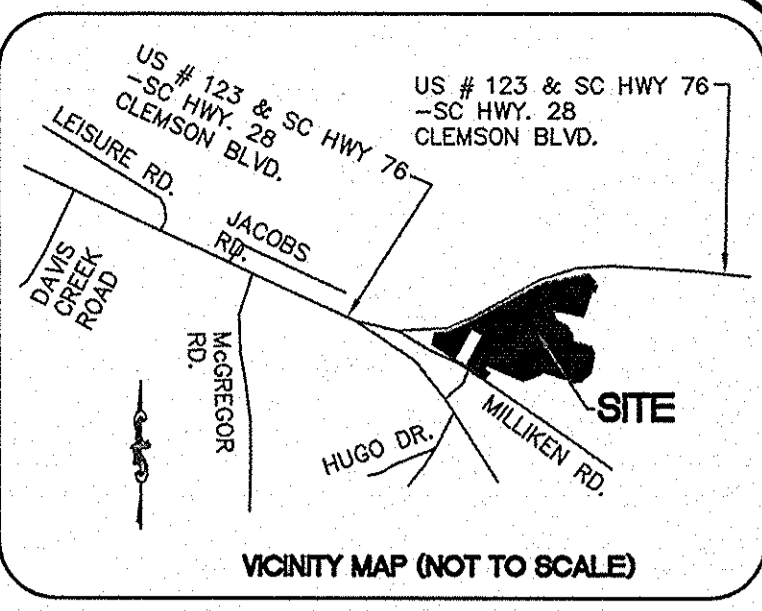 US # 123 & SC HWY 76
-SC HWY. 28
CLEMSON BLVD.
US # 123 & SC HWY 76
-SC HWY. 28
CLEMSON BLVD.
LEISURE RD.
JACOBS
RD.
DAVIS
CREEK
ROAD
McGREGOR
RD.
SITE
MILLIKEN RD.
HUGO DR.
VICINITY MAP (NOT TO SCALE)